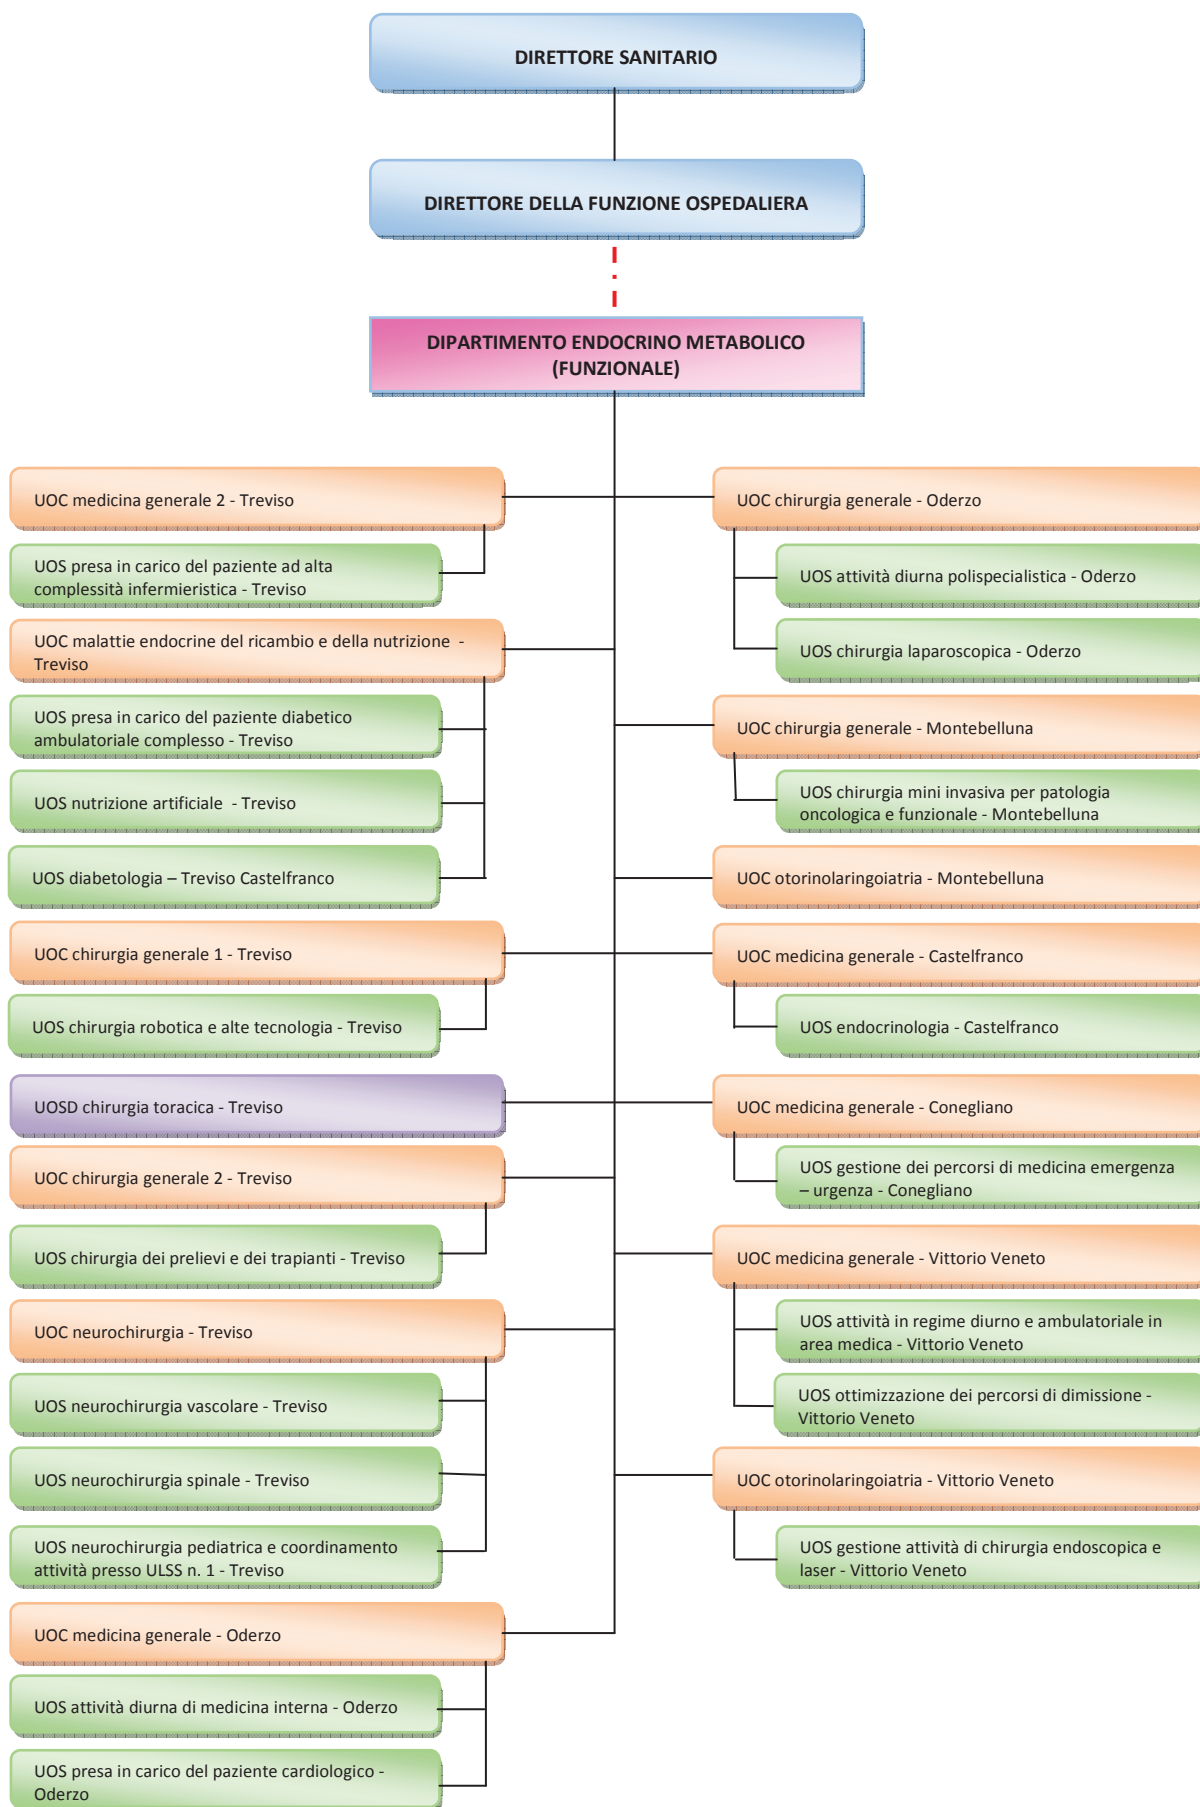 DIRETTORE SANITARIO
DIRETTORE DELLA FUNZIONE OSPEDALIERA
DIPARTIMENTO ENDOCRINO METABOLICO
(FUNZIONALE)
UOC medicina generale 2 - Treviso
UOS presa in carico del paziente ad alta
complessità infermieristica - Treviso
UOC malattie endocrine del ricambio e della nutrizione -
Treviso
UOS presa in carico del paziente diabetico
ambulatoriale complesso - Treviso
UOS nutrizione artificiale - Treviso
UOS diabetologia – Treviso Castelfranco
UOC chirurgia generale 1 - Treviso
UOS chirurgia robotica e alte tecnologia - Treviso
UOSD chirurgia toracica - Treviso
UOC chirurgia generale 2 - Treviso
UOS chirurgia dei prelievi e dei trapianti - Treviso
UOC neurochirurgia - Treviso
UOS neurochirurgia vascolare - Treviso
UOS neurochirurgia spinale - Treviso
UOS neurochirurgia pediatrica e coordinamento
attività presso ULSS n. 1 - Treviso
UOC medicina generale - Oderzo
UOS attività diurna di medicina interna - Oderzo
UOS presa in carico del paziente cardiologico -
Oderzo
UOC chirurgia generale - Oderzo
UOS attività diurna polispecialistica - Oderzo
UOS chirurgia laparoscopica - Oderzo
UOC chirurgia generale - Montebelluna
UOS chirurgia mini invasiva per patologia
oncologica e funzionale - Montebelluna
UOC otorinolaringoiatria - Montebelluna
UOC medicina generale - Castelfranco
UOS endocrinologia - Castelfranco
UOC medicina generale - Conegliano
UOS gestione dei percorsi di medicina emergenza
– urgenza - Conegliano
UOC medicina generale - Vittorio Veneto
UOS attività in regime diurno e ambulatoriale in
area medica - Vittorio Veneto
UOS ottimizzazione dei percorsi di dimissione -
Vittorio Veneto
UOC otorinolaringoiatria - Vittorio Veneto
UOS gestione attività di chirurgia endoscopica e
laser - Vittorio Veneto